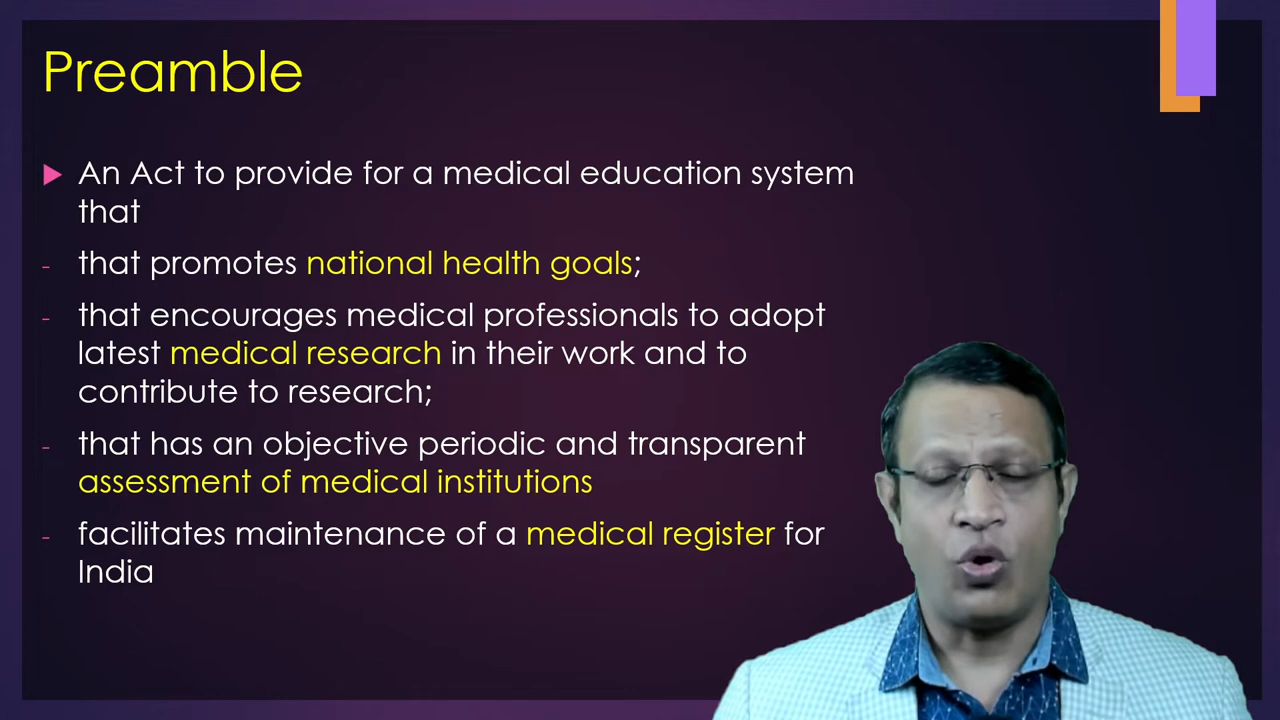 Preamble
An Act to provide for a medical education system
that
- that promotes national health goals;
- that encourages medical professionals to adopt
latest medical research in their work and to
contribute to research;
- that has an objective periodic and transparent
assessment of medical institutions
- facilitates maintenance of a medical register for
India